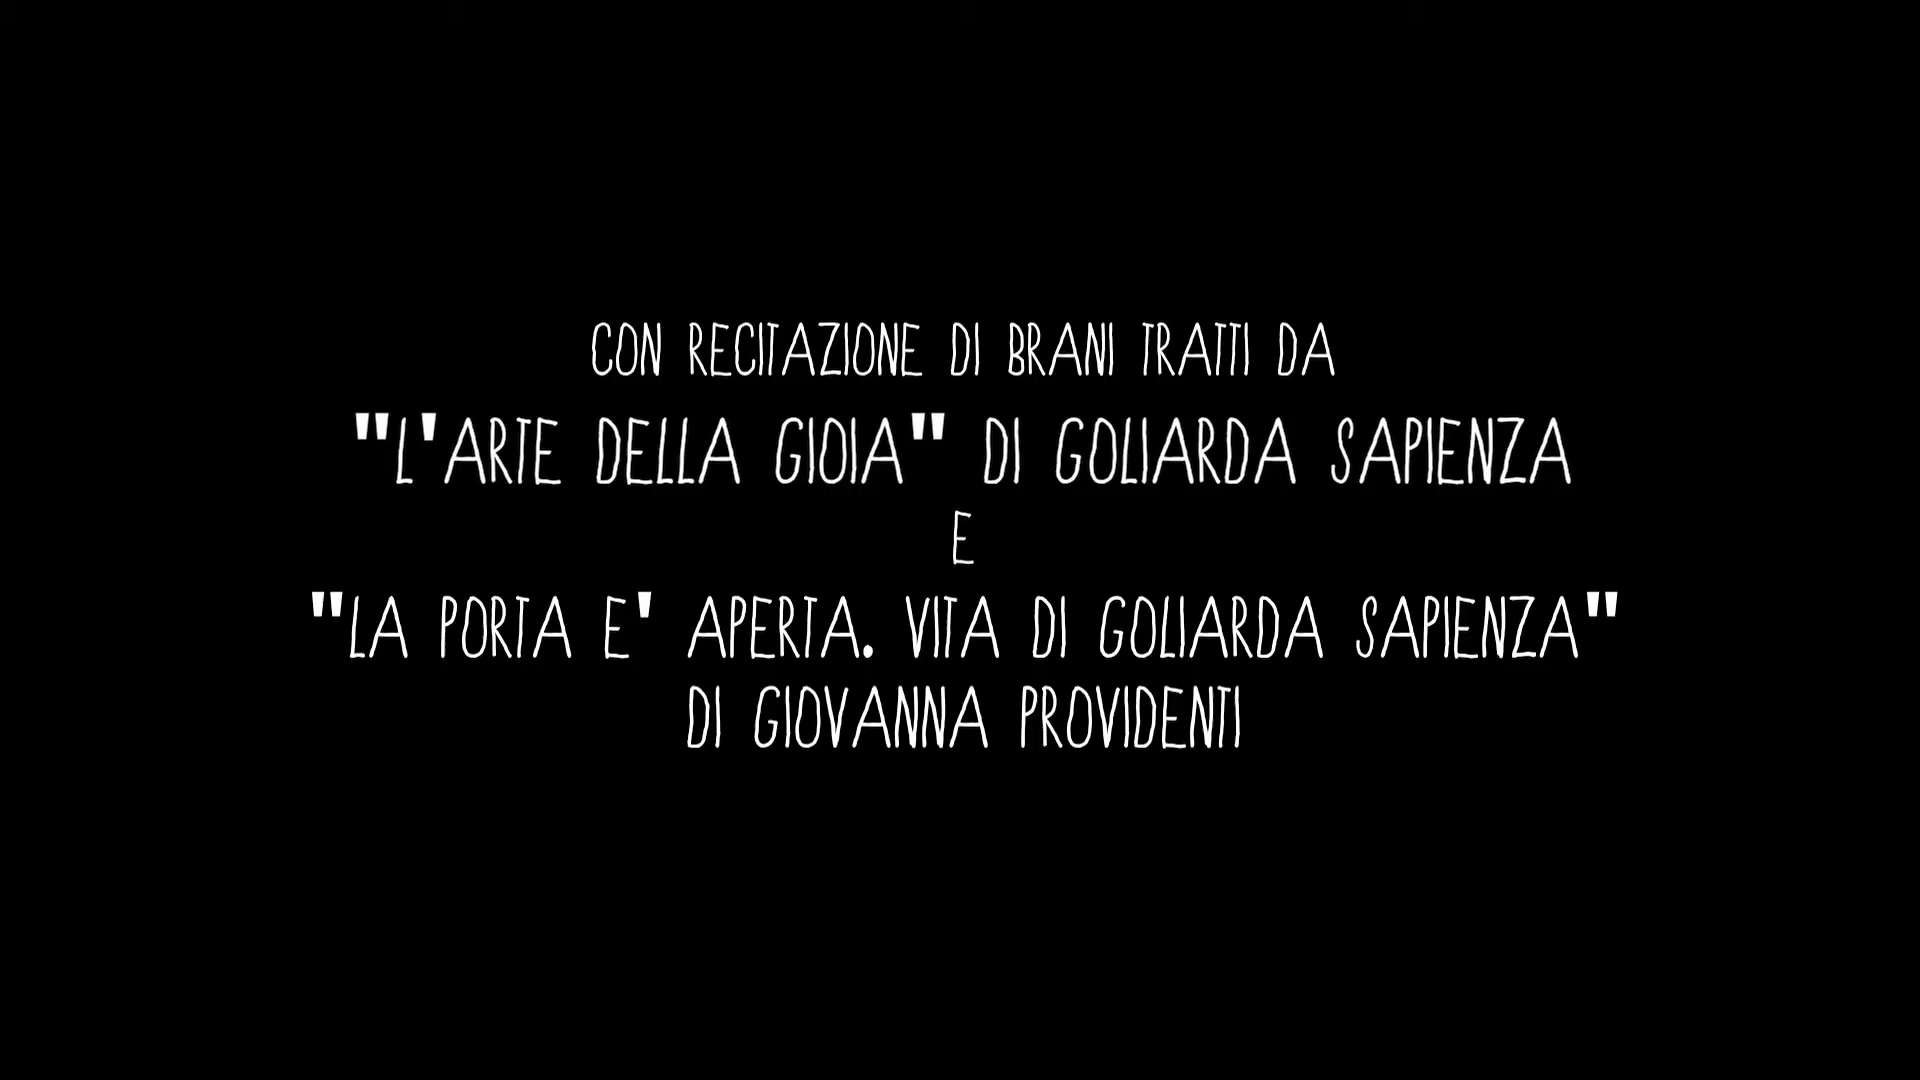 CON RECITAZIONE DI BRANI TRATTI DA
"L'ARTE DELLA GIOIA" DI GOLIARDA SAPIENZA
E
"LA PORTA E' APERTA. VITA DI GOLIARDA SAPIENZA"
DI GIOVANNA PROVIDENTI